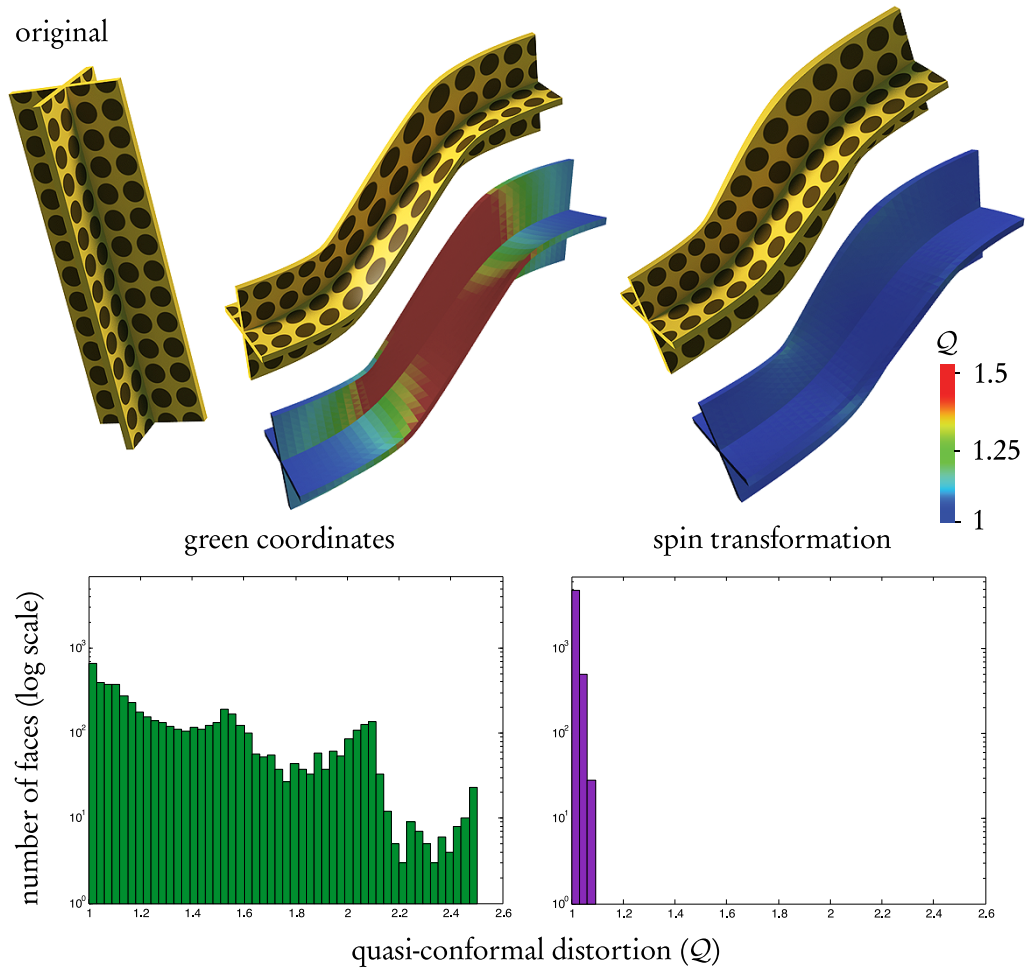 original
𝒬
1.5
1.25
1
green coordinates
spin transformation
number of faces (log scale)
10³
10²
10¹
10⁰
1 1.2 1.4 1.6 1.8 2 2.2 2.4 2.6
10³
10²
10¹
10⁰
1 1.2 1.4 1.6 1.8 2 2.2 2.4 2.6
quasi-conformal distortion (𝒬)